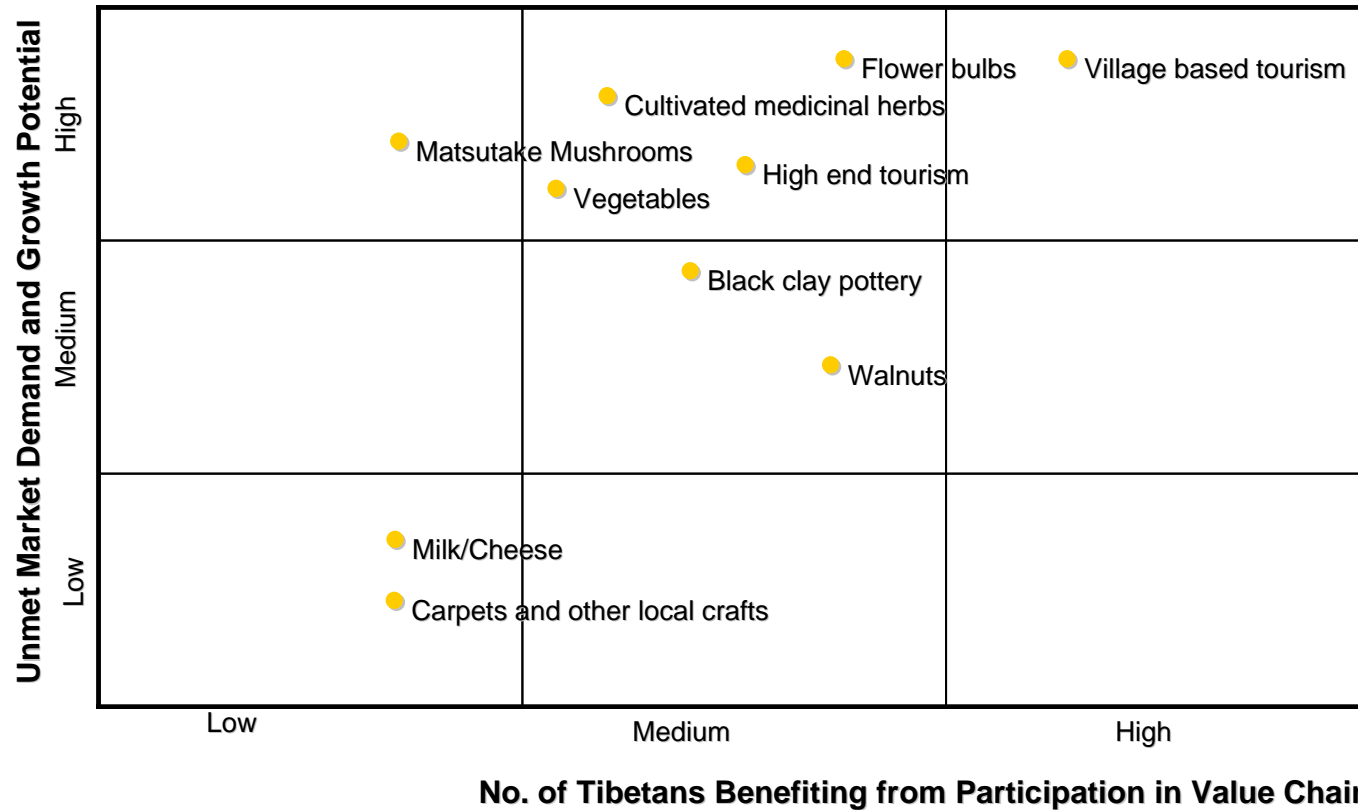 Unmet Market Demand and Growth Potential
High
Medium
Low
Flower bulbs
Village based tourism
Cultivated medicinal herbs
Matsutake Mushrooms
High end tourism
Vegetables
Black clay pottery
Walnuts
Milk/Cheese
Carpets and other local crafts
Low
Medium
High
No. of Tibetans Benefiting from Participation in Value Chain